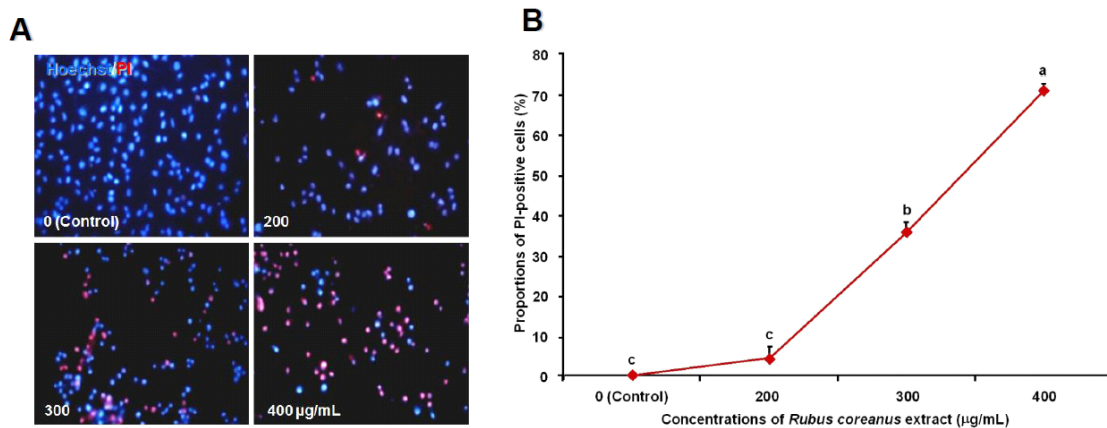 A
Hoechst/PI
0 (Control)
200
300
400 µg/mL
B
Proportions of PI-positive cells (%)
80
70
60
50
40
30
20
10
0
c
c
b
a
0 (Control)
200
300
400
Concentrations of Rubus coreanus extract (µg/mL)